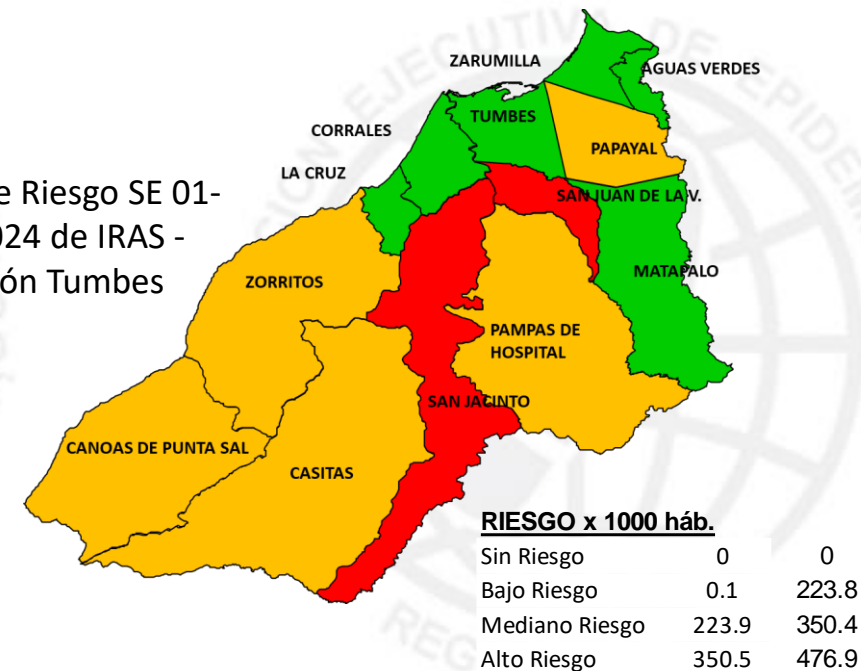 ZARUMILLA
AGUAS VERDES
TUMBES
CORRALES
PAPAYAL
LA CRUZ
e Riesgo SE 01-
024 de IRAS -
ón Tumbes
SAN JUAN DE LA V.
MATAPALO
ZORRITOS
PAMPAS DE
HOSPITAL
SAN JACINTO
CANOAS DE PUNTA SAL
CASITAS
RIESGO x 1000 háb.
Sin Riesgo 0 0
Bajo Riesgo 0.1 223.8
Mediano Riesgo 223.9 350.4
Alto Riesgo 350.5 476.9